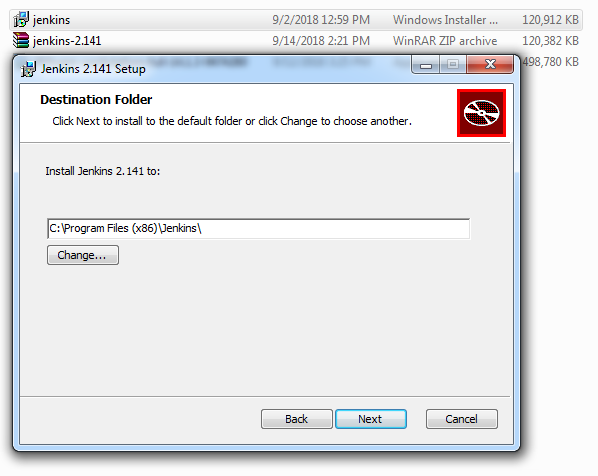 jenkins 9/2/2018 12:59 PM Windows Installer ... 120,912 KB
jenkins-2.141 9/14/2018 2:21 PM WinRAR ZIP archive 120,382 KB
498,780 KB
Jenkins 2.141 Setup
Destination Folder
Click Next to install to the default folder or click Change to choose another.
Install Jenkins 2.141 to:
C:\Program Files (x86)\Jenkins\
Change...
Back Next Cancel